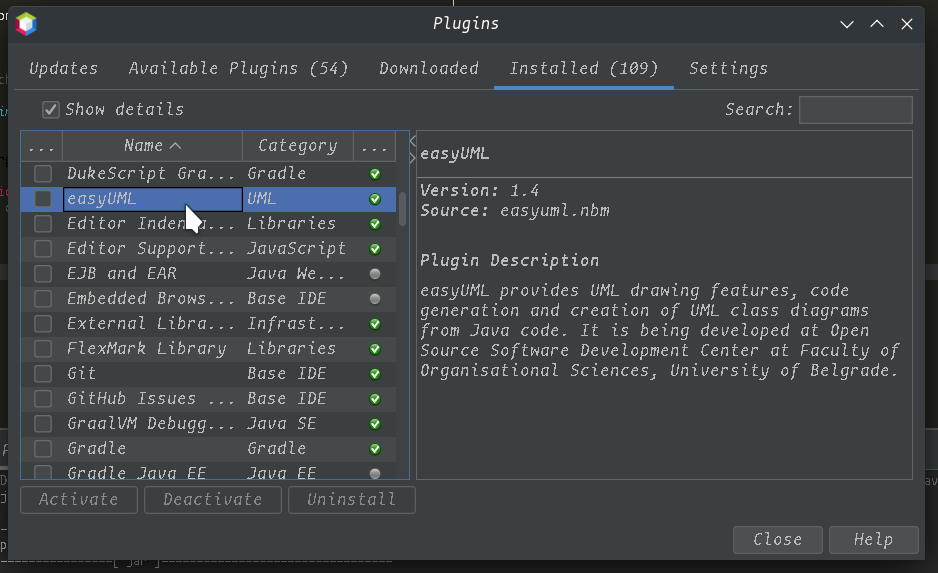 Plugins
Updates Available Plugins (54) Downloaded Installed (109) Settings
Show details Search:
... Name Category ...
DukeScript Gra... Gradle
easyUML UML
Editor Indenta... Libraries
Editor Support... JavaScript
EJB and EAR Java We...
Embedded Brows... Base IDE
External Libra... Infrast...
FlexMark Library Libraries
Git Base IDE
GitHub Issues ... Base IDE
GraalVM Debugg... Java SE
Gradle Gradle
Gradle Java EE Java EE
easyUML
Version: 1.4
Source: easyuml.nbm
Plugin Description
easyUML provides UML drawing features, code
generation and creation of UML class diagrams
from Java code. It is being developed at Open
Source Software Development Center at Faculty of
Organisational Sciences, University of Belgrade.
Activate Deactivate Uninstall
Close Help